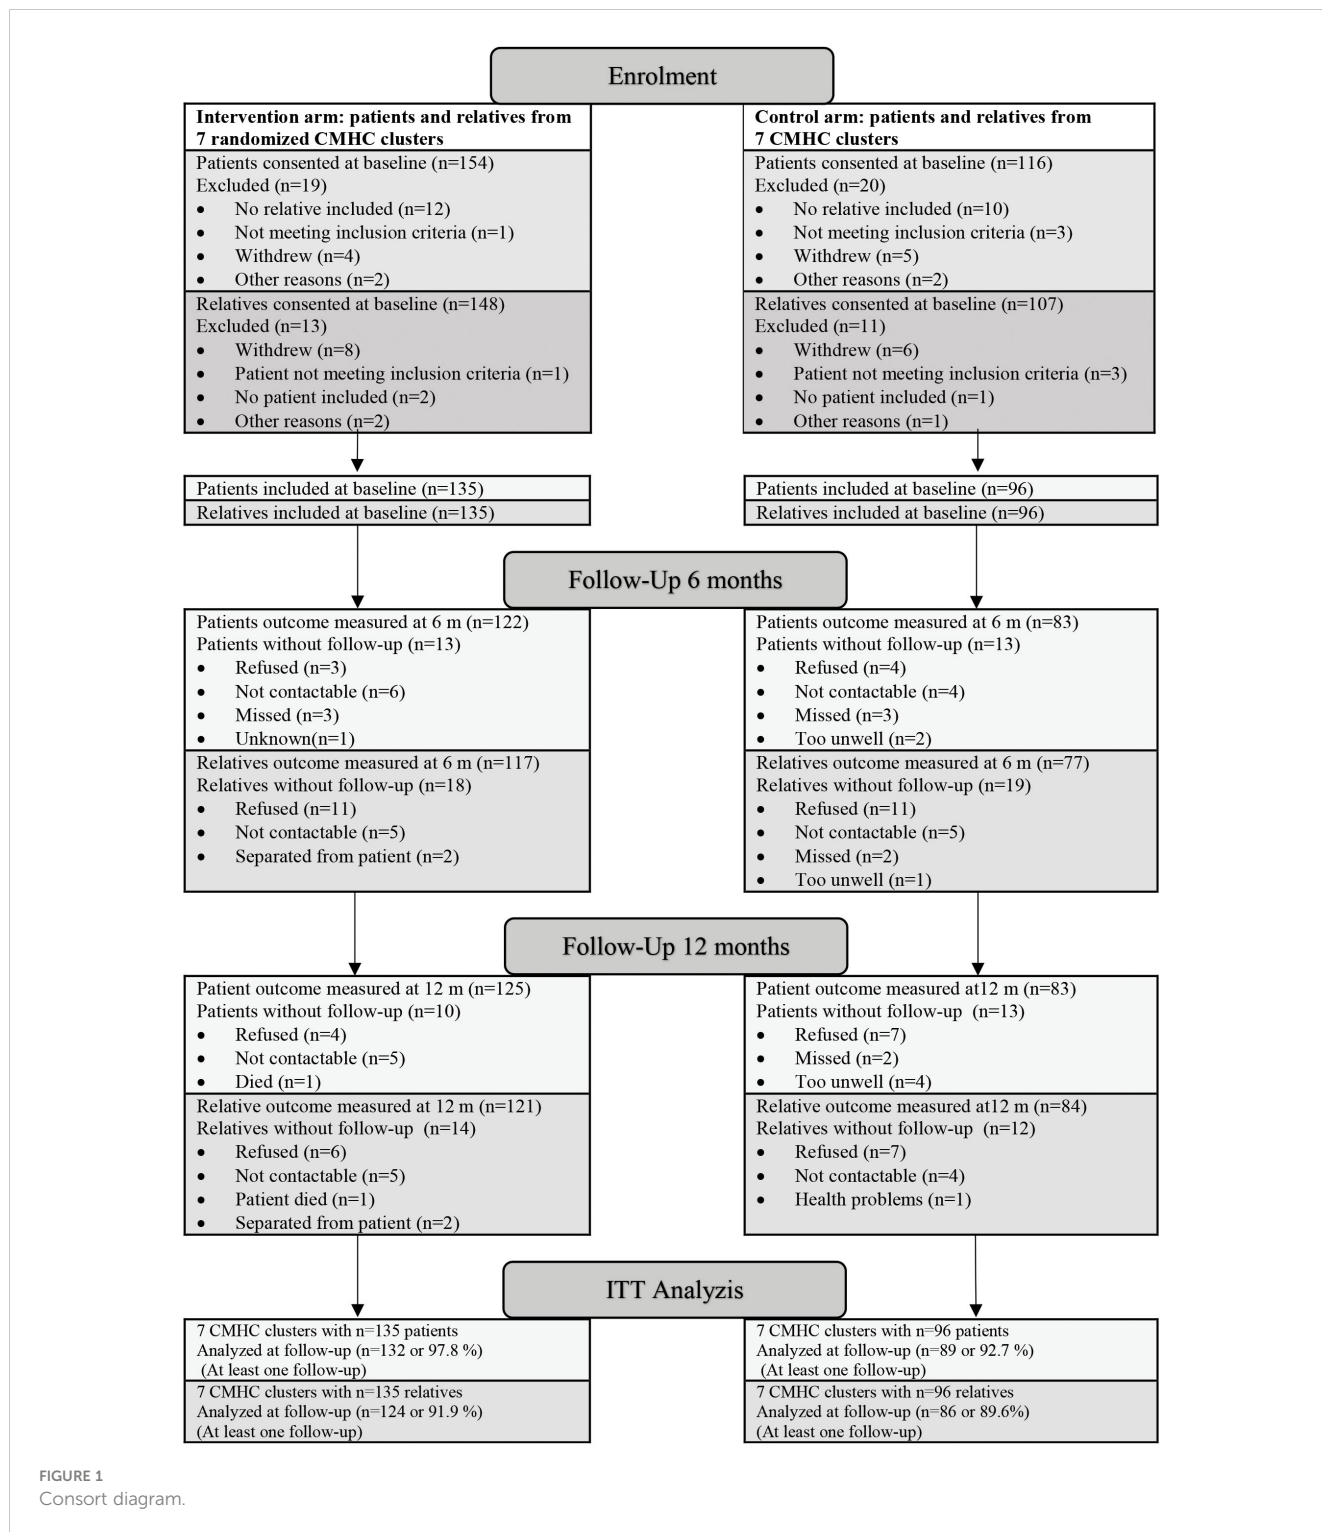 Enrolment
Intervention arm: patients and relatives from
7 randomized CMHC clusters
Patients consented at baseline (n=154)
Excluded (n=19)
• No relative included (n=12)
• Not meeting inclusion criteria (n=1)
• Withdrew (n=4)
• Other reasons (n=2)
Relatives consented at baseline (n=148)
Excluded (n=13)
• Withdrew (n=8)
• Patient not meeting inclusion criteria (n=1)
• No patient included (n=2)
• Other reasons (n=2)
Control arm: patients and relatives from
7 CMHC clusters
Patients consented at baseline (n=116)
Excluded (n=20)
• No relative included (n=10)
• Not meeting inclusion criteria (n=3)
• Withdrew (n=5)
• Other reasons (n=2)
Relatives consented at baseline (n=107)
Excluded (n=11)
• Withdrew (n=6)
• Patient not meeting inclusion criteria (n=3)
• No patient included (n=1)
• Other reasons (n=1)
Patients included at baseline (n=135)
Relatives included at baseline (n=135)
Patients included at baseline (n=96)
Relatives included at baseline (n=96)
Follow-Up 6 months
Patients outcome measured at 6 m (n=122)
Patients without follow-up (n=13)
• Refused (n=3)
• Not contactable (n=6)
• Missed (n=3)
• Unknown(n=1)
Relatives outcome measured at 6 m (n=117)
Relatives without follow-up (n=18)
• Refused (n=11)
• Not contactable (n=5)
• Separated from patient (n=2)
Patients outcome measured at 6 m (n=83)
Patients without follow-up (n=13)
• Refused (n=4)
• Not contactable (n=4)
• Missed (n=3)
• Too unwell (n=2)
Relatives outcome measured at 6 m (n=77)
Relatives without follow-up (n=19)
• Refused (n=11)
• Not contactable (n=5)
• Missed (n=2)
• Too unwell (n=1)
Follow-Up 12 months
Patient outcome measured at 12 m (n=125)
Patients without follow-up (n=10)
• Refused (n=4)
• Not contactable (n=5)
• Died (n=1)
Relative outcome measured at 12 m (n=121)
Relatives without follow-up (n=14)
• Refused (n=6)
• Not contactable (n=5)
• Patient died (n=1)
• Separated from patient (n=2)
Patient outcome measured at12 m (n=83)
Patients without follow-up (n=13)
• Refused (n=7)
• Missed (n=2)
• Too unwell (n=4)
Relative outcome measured at12 m (n=84)
Relatives without follow-up (n=12)
• Refused (n=7)
• Not contactable (n=4)
• Health problems (n=1)
ITT Analyzis
7 CMHC clusters with n=135 patients
Analyzed at follow-up (n=132 or 97.8 %)
(At least one follow-up)
7 CMHC clusters with n=135 relatives
Analyzed at follow-up (n=124 or 91.9 %)
(At least one follow-up)
7 CMHC clusters with n=96 patients
Analyzed at follow-up (n=89 or 92.7 %)
(At least one follow-up)
7 CMHC clusters with n=96 relatives
Analyzed at follow-up (n=86 or 89.6%)
(At least one follow-up)
FIGURE 1
Consort diagram.